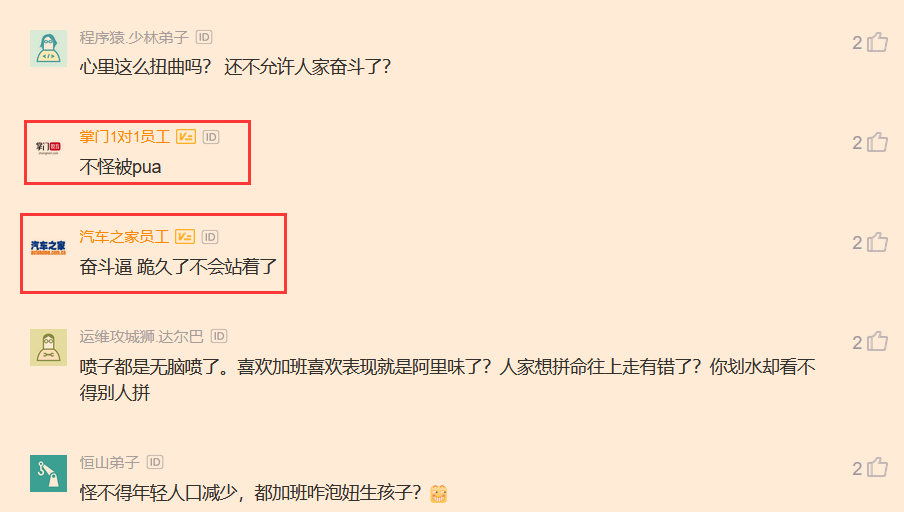 程序猿.少林弟子 ID
2
心里这么扭曲吗？ 还不允许人家奋斗了？
掌门1对1员工 V ID
2
掌门
不怪被pua
汽车之家员工 V ID
2
汽车之家
autohome.com.cn
奋斗逼 跪久了不会站着了
运维攻城狮.达尔巴 ID
2
喷子都是无脑喷了。喜欢加班喜欢表现就是阿里味了？人家想拼命往上走有错了？你划水却看不
得别人拼
恒山弟子 ID
2
怪不得年轻人口减少，都加班咋泡妞生孩子？